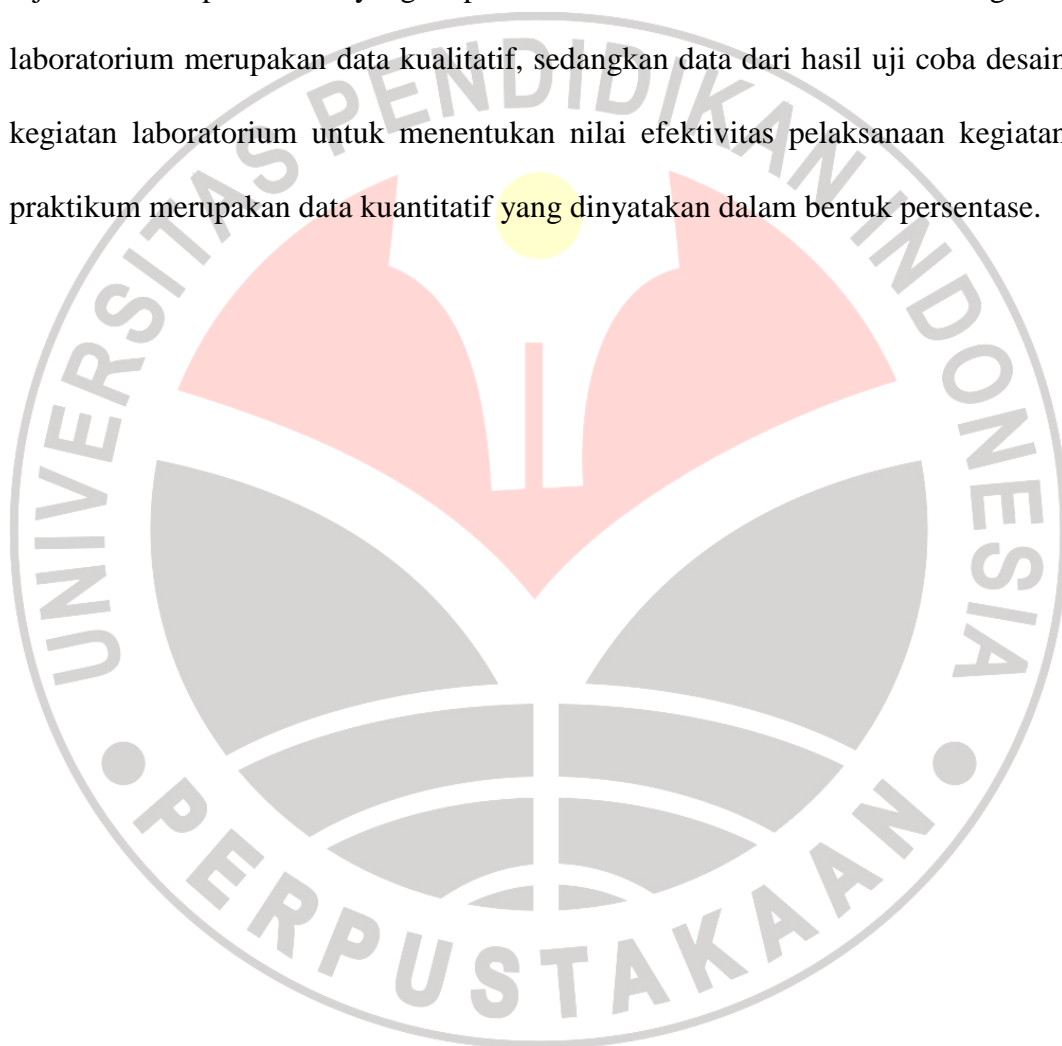 laboratorium merupakan data kualitatif, sedangkan data dari hasil uji coba desain
kegiatan laboratorium untuk menentukan nilai efektivitas pelaksanaan kegiatan
praktikum merupakan data kuantitatif yang dinyatakan dalam bentuk persentase.
UNIVERSITAS PENDIDIKAN INDONESIA
PERPUSTAKAAN